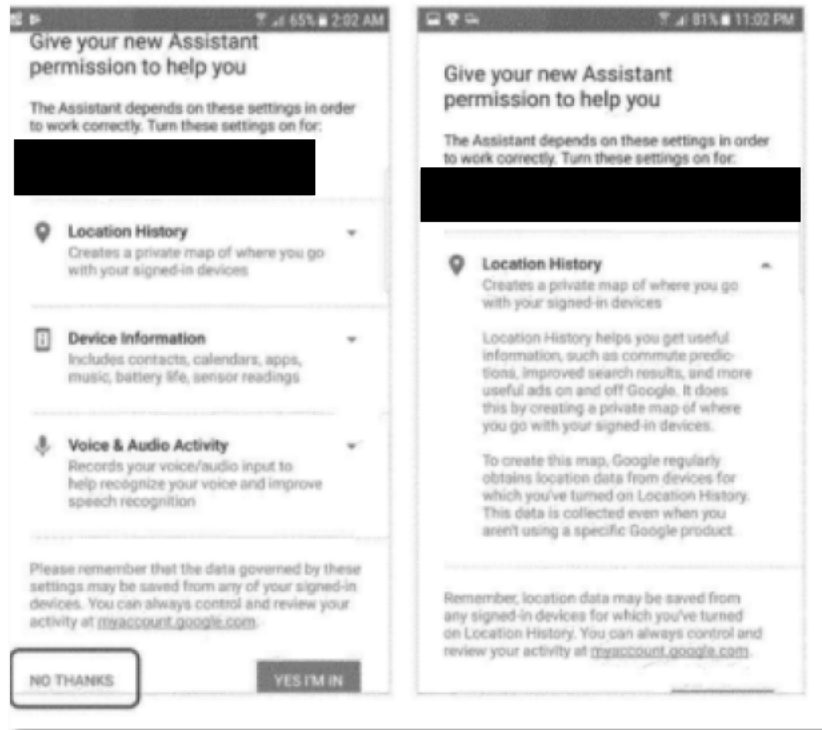 65% 2:02 AM
Give your new Assistant
permission to help you
The Assistant depends on these settings in order
to work correctly. Turn these settings on for:
Location History
Creates a private map of where you go
with your signed-in devices
Device Information
Includes contacts, calendars, apps,
music, battery life, sensor readings
Voice & Audio Activity
Records your voice/audio input to
help recognize your voice and improve
speech recognition
Please remember that the data governed by these
settings may be saved from any of your signed-in
devices. You can always control and review your
activity at myaccount.google.com.
NO THANKS
YES I'M IN
81% 11:02 PM
Give your new Assistant
permission to help you
The Assistant depends on these settings in order
to work correctly. Turn these settings on for:
Location History
Creates a private map of where you go
with your signed-in devices
Location History helps you get useful
information, such as commute predic-
tions, improved search results, and more
useful ads on and off Google. It does
this by creating a private map of where
you go with your signed-in devices.
To create this map, Google regularly
obtains location data from devices for
which you've turned on Location History.
This data is collected even when you
aren't using a specific Google product.
Remember, location data may be saved from
any signed-in devices for which you've turned
on Location History. You can always control and
review your activity at myaccount.google.com.